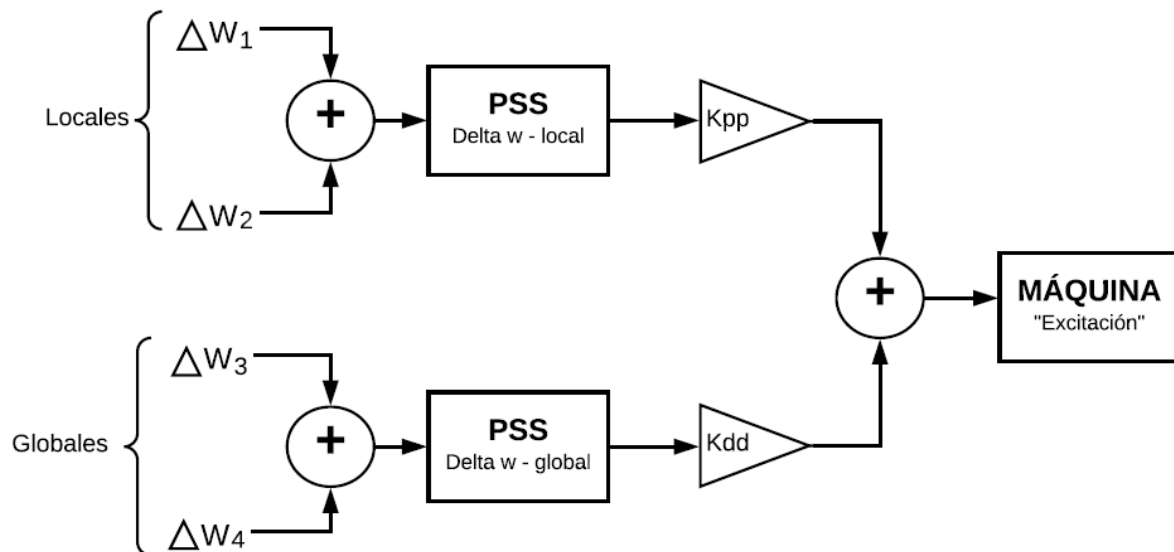 △W1
Locales
△W2
+
PSS
Delta w - local
Kpp
+
MÁQUINA
"Excitación"
△W3
Globales
△W4
+
PSS
Delta w - global
Kdd